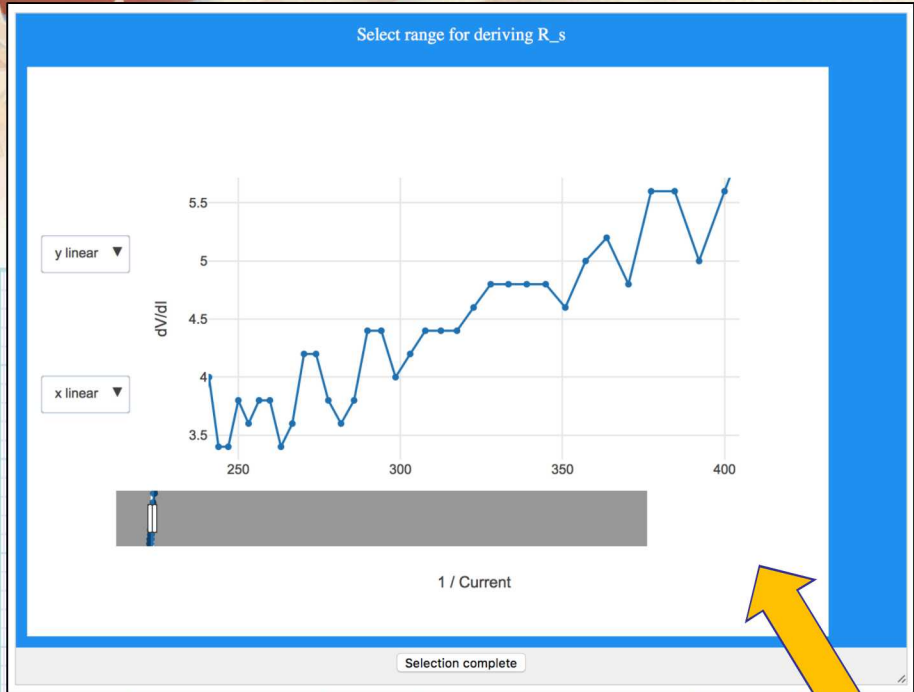 Select range for deriving R_s
5.5
y linear ▼
5
dV/dI
4.5
4
x linear ▼
3.5
250 300 350 400
1 / Current
Selection complete